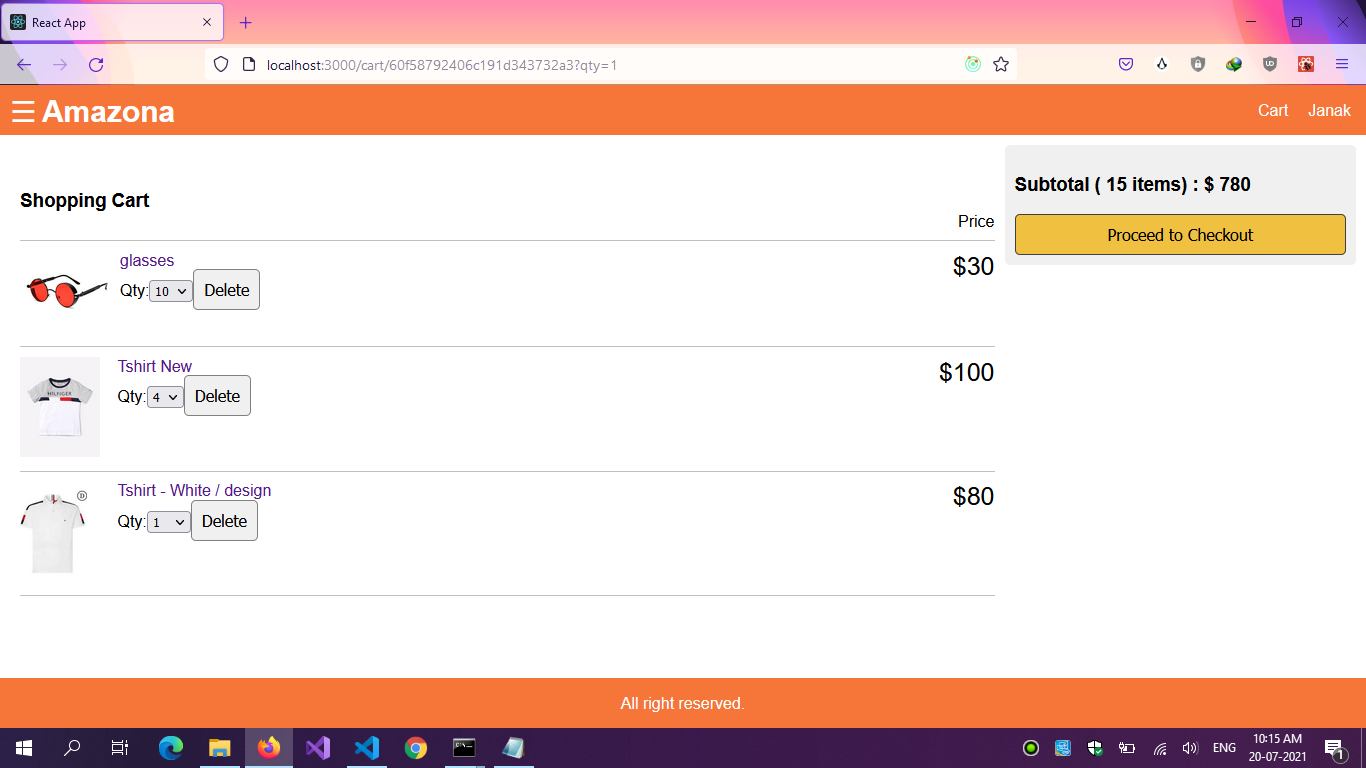 React App
localhost:3000/cart/60f58792406c191d343732a3?qty=1
☰ Amazona
Cart Janak
Shopping Cart
Price
glasses
Qty: 10 Delete
$30
Tshirt New
Qty: 4 Delete
$100
HILFIGER
Tshirt - White / design
Qty: 1 Delete
$80
D
Subtotal ( 15 items) : $ 780
Proceed to Checkout
All right reserved.
ENG
10:15 AM
20-07-2021
1